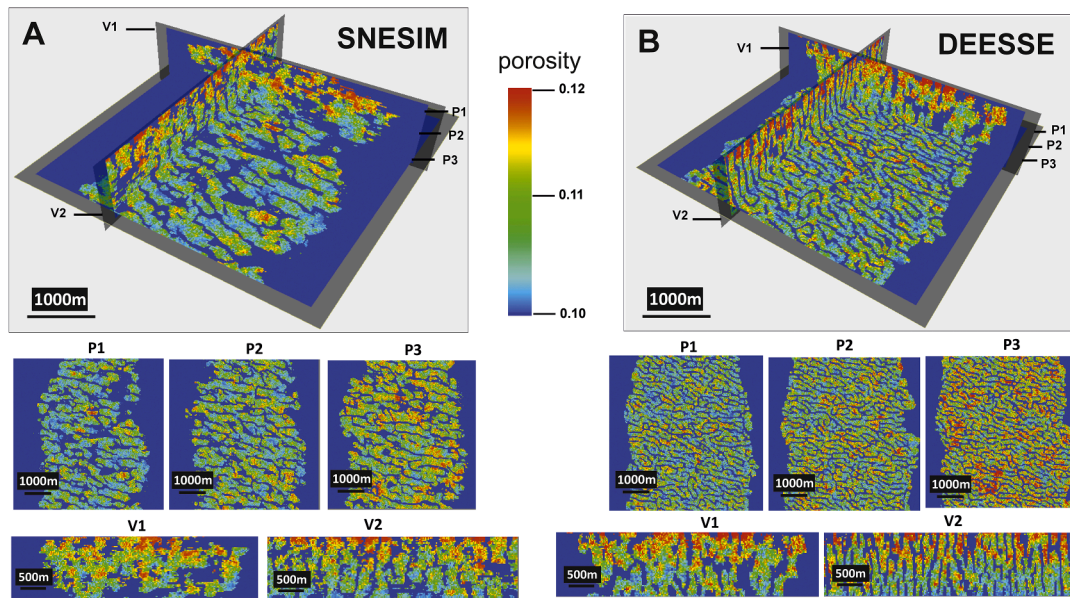 A
SNESIM
V1
P1
P2
P3
V2
1000m
porosity
0.12
0.11
0.10
B
DEESSE
V1
P1
P2
P3
V2
1000m
P1
P2
P3
1000m
1000m
1000m
V1
V2
500m
500m
P1
P2
P3
1000m
1000m
1000m
V1
V2
500m
500m